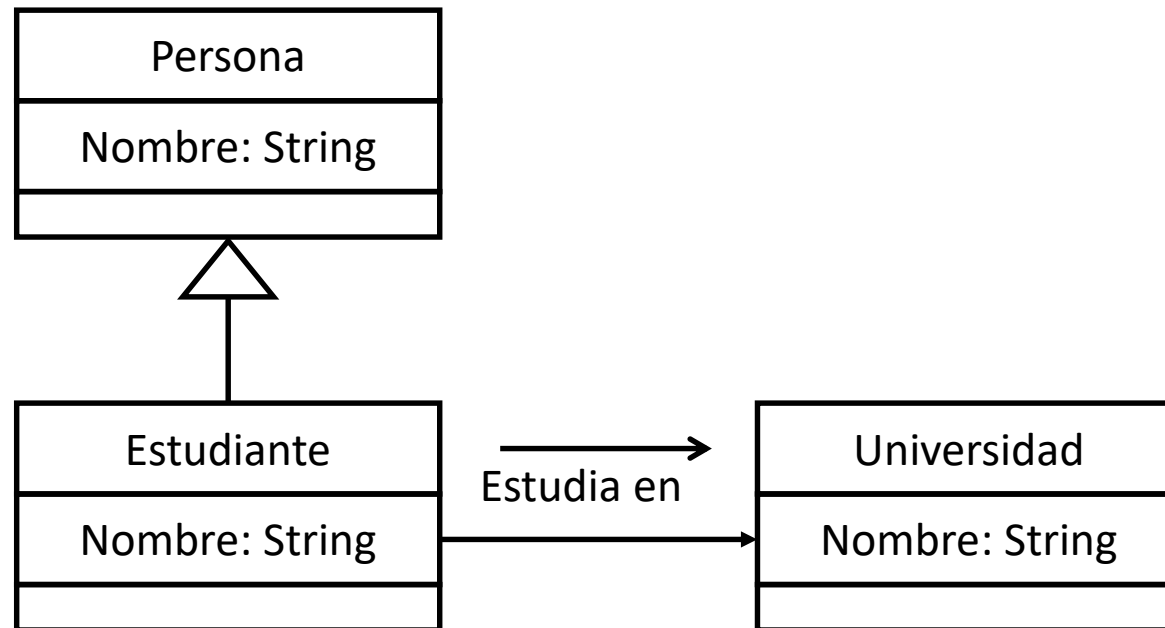 Persona
Nombre: String
Estudiante
Nombre: String
Estudia en
Universidad
Nombre: String